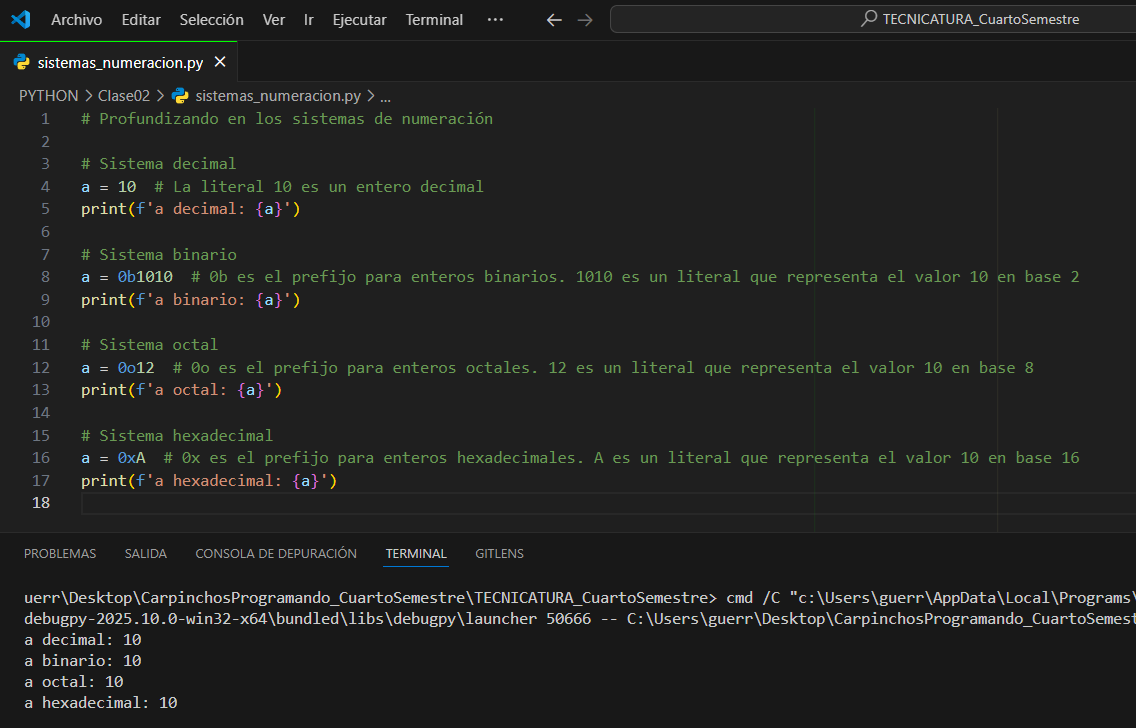 Archivo Editar Selección Ver Ir Ejecutar Terminal ··· TECNICATURA_CuartoSemestre
sistemas_numeracion.py
PYTHON > Clase02 > sistemas_numeracion.py > ...
1 # Profundizando en los sistemas de numeración
2
3 # Sistema decimal
4 a = 10  # La literal 10 es un entero decimal
5 print(f'a decimal: {a}')
6
7 # Sistema binario
8 a = 0b1010  # 0b es el prefijo para enteros binarios. 1010 es un literal que representa el valor 10 en base 2
9 print(f'a binario: {a}')
10
11 # Sistema octal
12 a = 0o12  # 0o es el prefijo para enteros octales. 12 es un literal que representa el valor 10 en base 8
13 print(f'a octal: {a}')
14
15 # Sistema hexadecimal
16 a = 0xA  # 0x es el prefijo para enteros hexadecimales. A es un literal que representa el valor 10 en base 16
17 print(f'a hexadecimal: {a}')
18
PROBLEMAS SALIDA CONSOLA DE DEPURACIÓN TERMINAL GITLENS
uerr\Desktop\CarpinchosProgramando_CuartoSemestre\TECNICATURA_CuartoSemestre> cmd /C "c:\Users\guerr\AppData\Local\Programs\
debugpy-2025.10.0-win32-x64\bundled\libs\debugpy\launcher 50666 -- C:\Users\guerr\Desktop\CarpinchosProgramando_CuartoSemest
a decimal: 10
a binario: 10
a octal: 10
a hexadecimal: 10